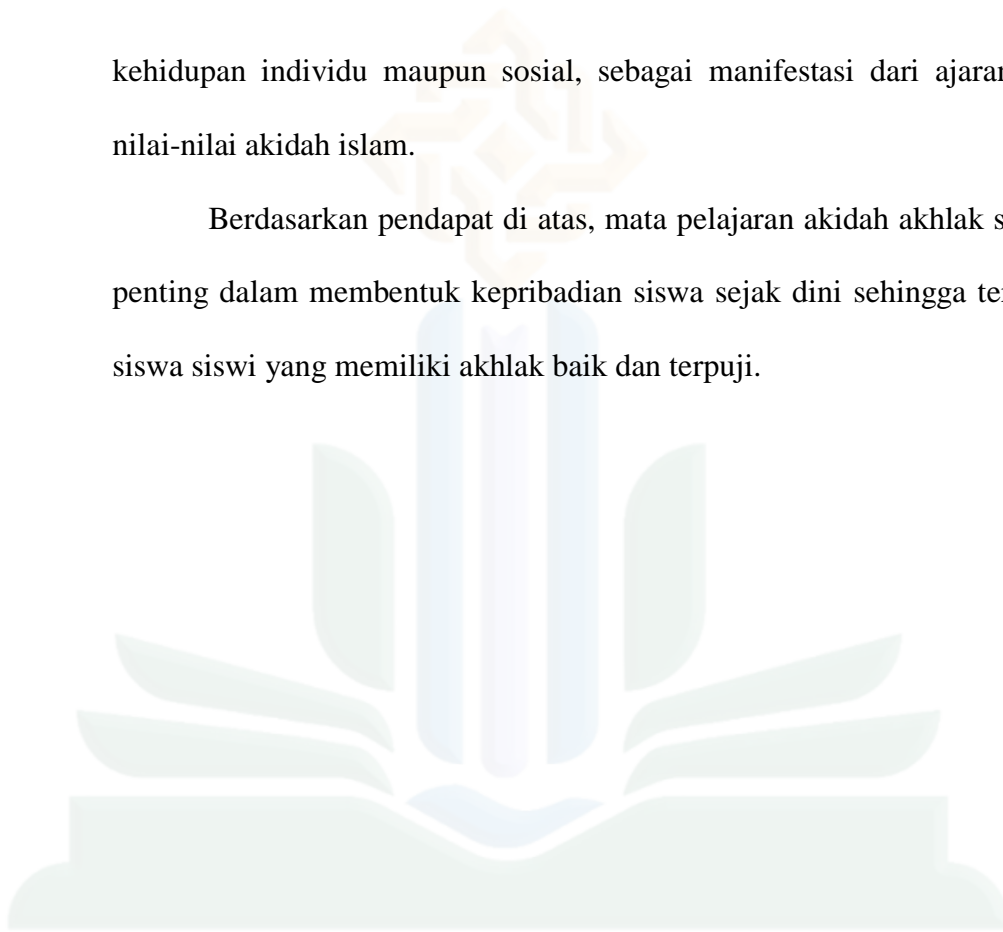 kehidupan individu maupun sosial, sebagai manifestasi dari ajaran
nilai-nilai akidah islam.
Berdasarkan pendapat di atas, mata pelajaran akidah akhlak
penting dalam membentuk kepribadian siswa sejak dini sehingga
siswa siswi yang memiliki akhlak baik dan terpuji.